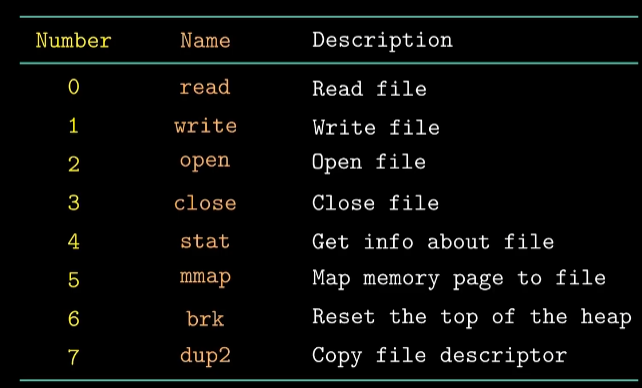 Number Name Description
0 read Read file
1 write Write file
2 open Open file
3 close Close file
4 stat Get info about file
5 mmap Map memory page to file
6 brk Reset the top of the heap
7 dup2 Copy file descriptor